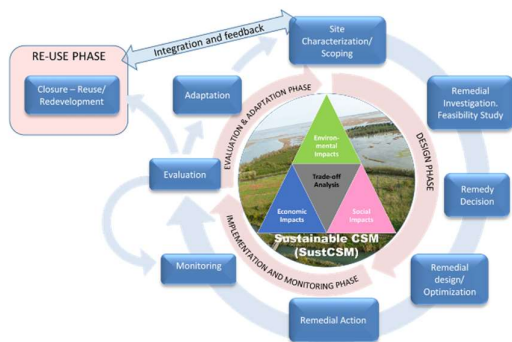 Integration and feedback
Site
Characterization/
Scoping
RE-USE PHASE
Closure – Reuse/
Redevelopment
Adaptation
Remedial
Investigation.
Feasibility Study
EVALUATION & ADAPTATION PHASE
DESIGN PHASE
Environ-
mental
Impacts
Trade-off
Analysis
Economic
Impacts
Social
Impacts
Sustainable CSM
(SustCSM)
Evaluation
Remedy
Decision
IMPLEMENTATION AND MONITORING PHASE
Monitoring
Remedial
design/
Optimization
Remedial Action